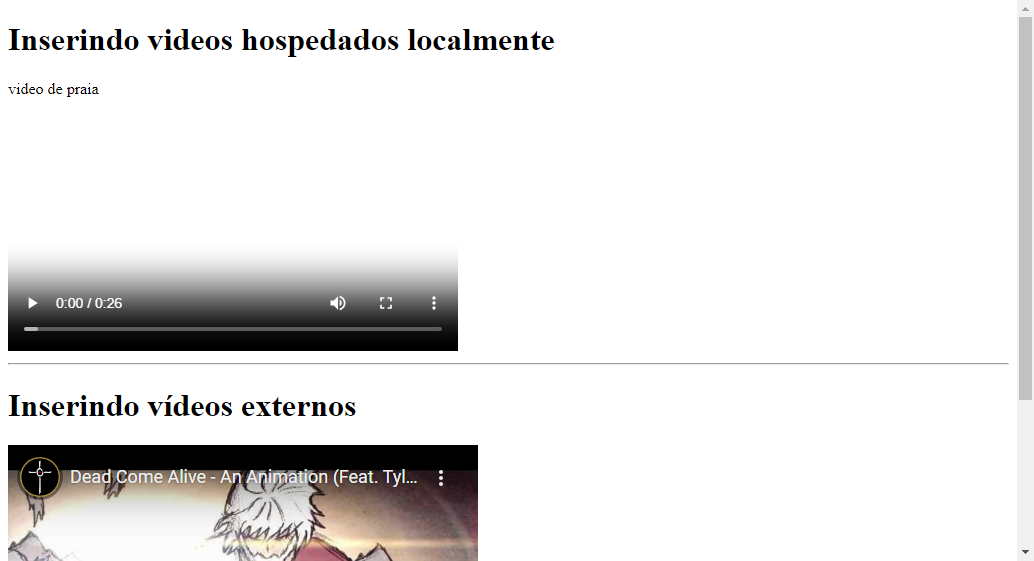 Inserindo videos hospedados localmente
video de praia
0:00 / 0:26
Inserindo vídeos externos
Dead Come Alive - An Animation (Feat. Tyl...